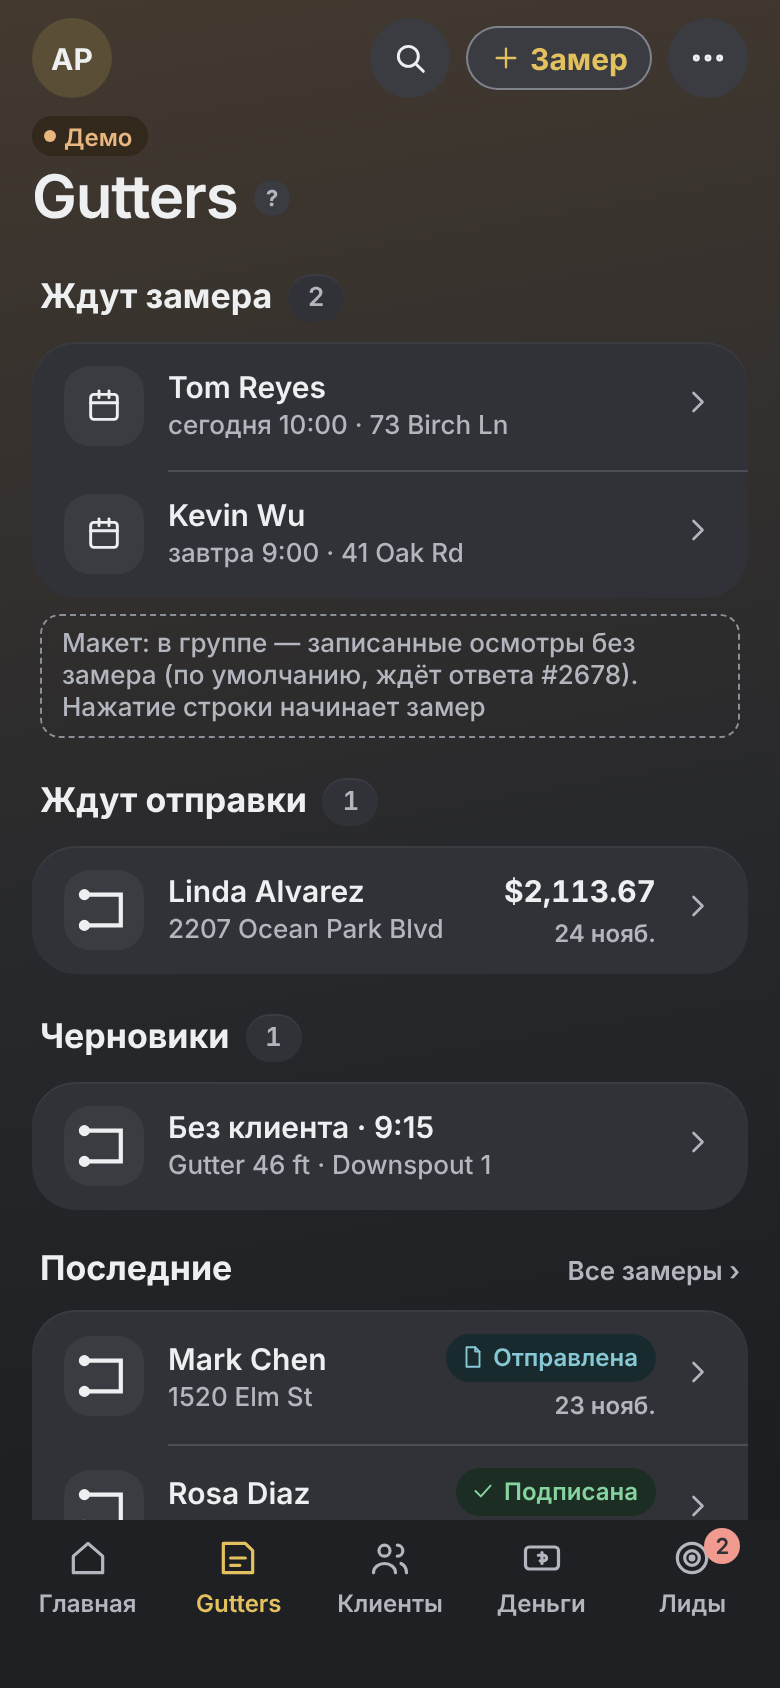 AP
+ Замер
Демо
Gutters ?
Ждут замера 2
Tom Reyes
сегодня 10:00 · 73 Birch Ln
Kevin Wu
завтра 9:00 · 41 Oak Rd
Макет: в группе — записанные осмотры без
замера (по умолчанию, ждёт ответа #2678).
Нажатие строки начинает замер
Ждут отправки 1
Linda Alvarez $2,113.67
2207 Ocean Park Blvd 24 нояб.
Черновики 1
Без клиента · 9:15
Gutter 46 ft · Downspout 1
Последние Все замеры ›
Mark Chen Отправлена
1520 Elm St 23 нояб.
Rosa Diaz Подписана
2
Главная Gutters Клиенты Деньги Лиды